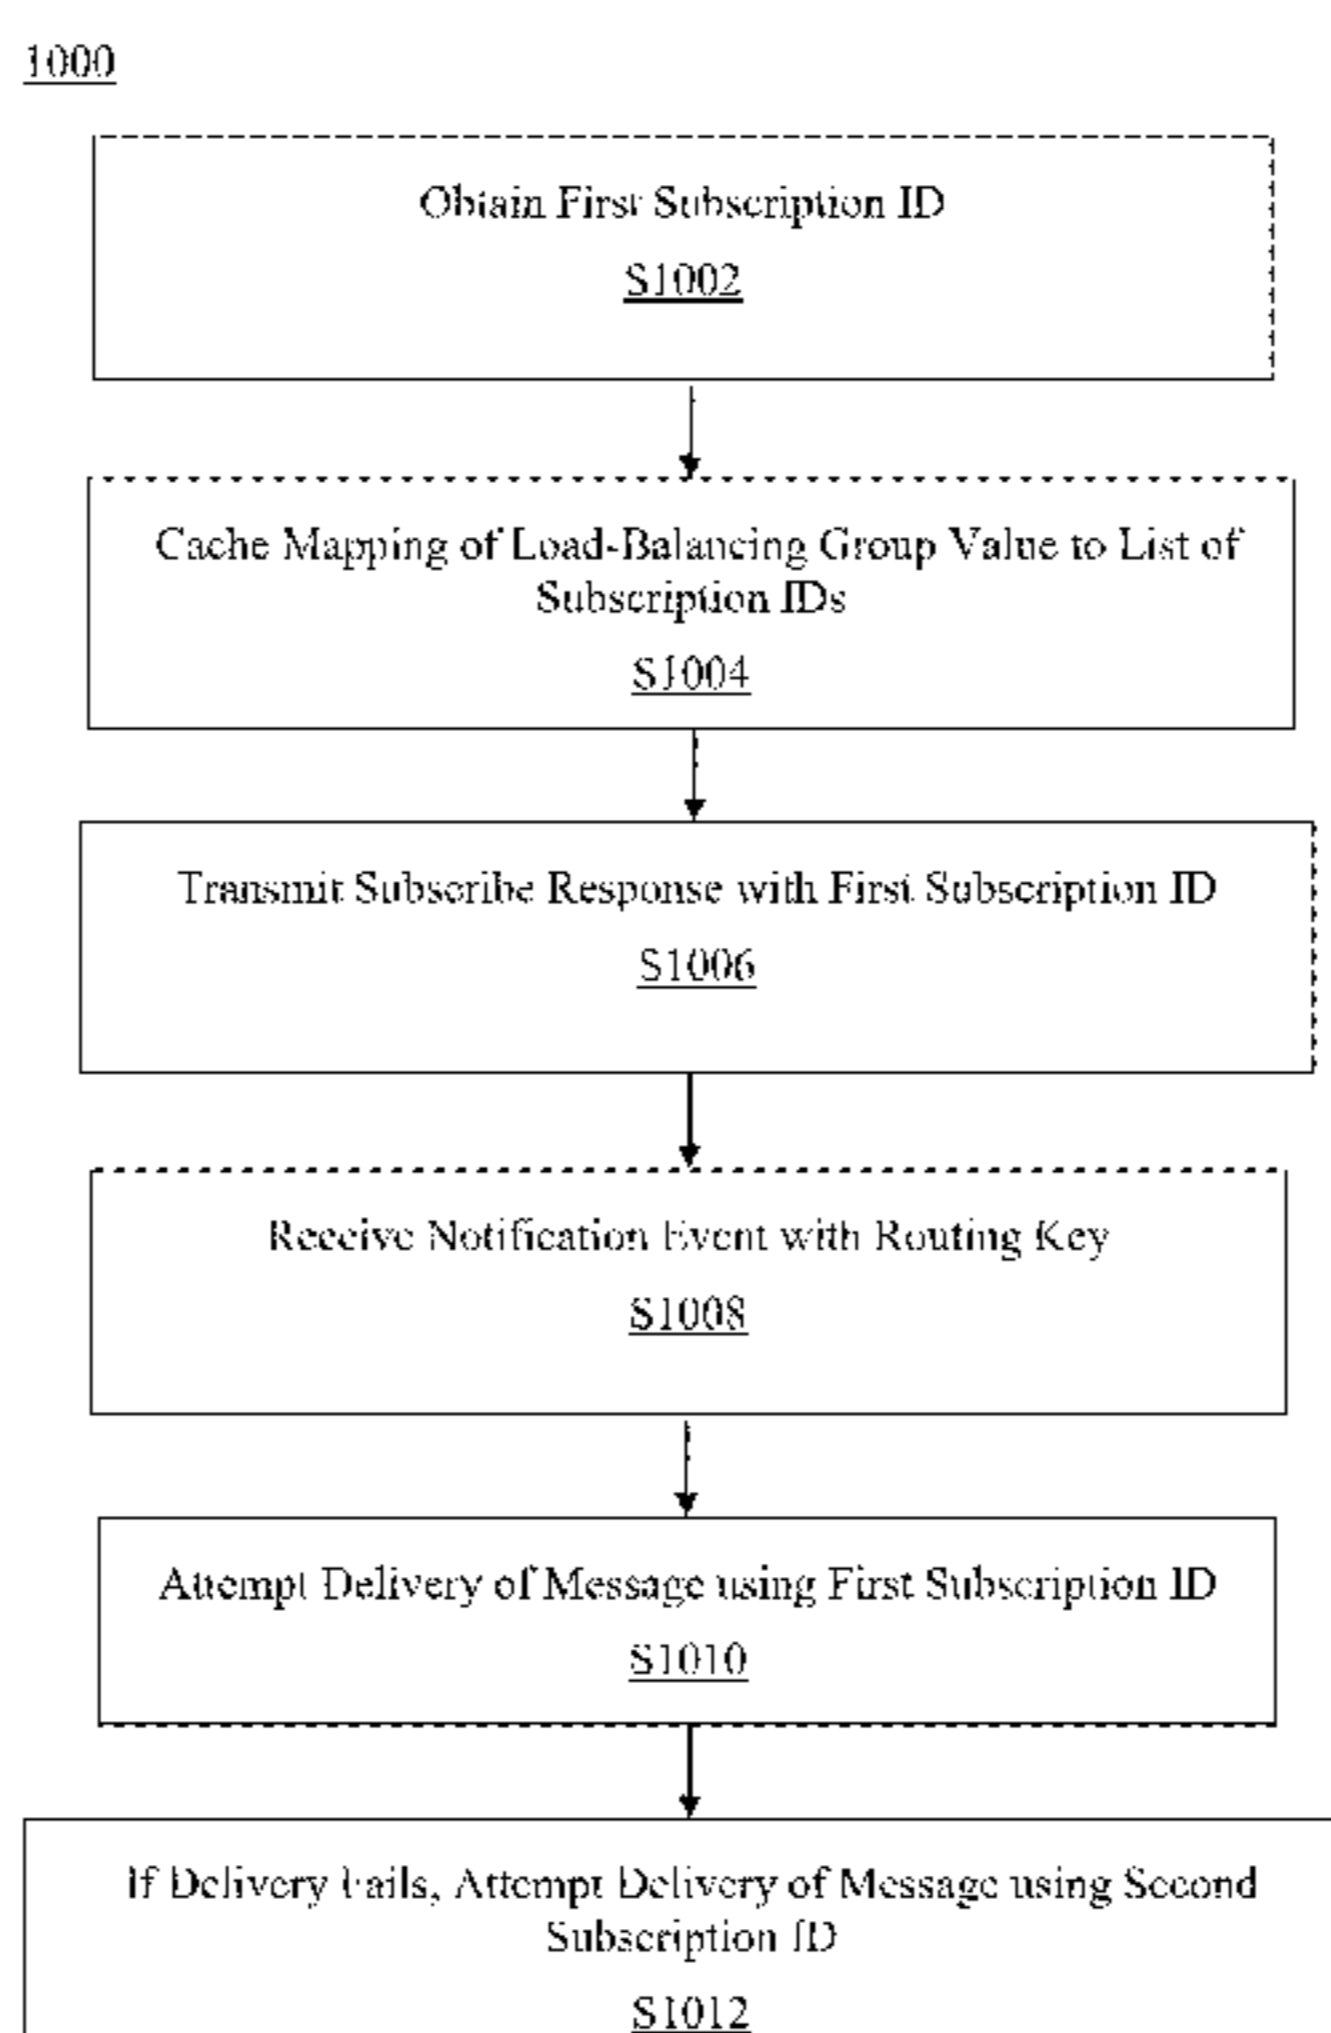 1000
Obtain First Subscription ID
S1002
Cache Mapping of Load-Balancing Group Value to List of
Subscription IDs
S1004
Transmit Subscribe Response with First Subscription ID
S1006
Receive Notification Event with Routing Key
S1008
Attempt Delivery of Message using First Subscription ID
S1010
If Delivery Fails, Attempt Delivery of Message using Second
Subscription ID
S1012